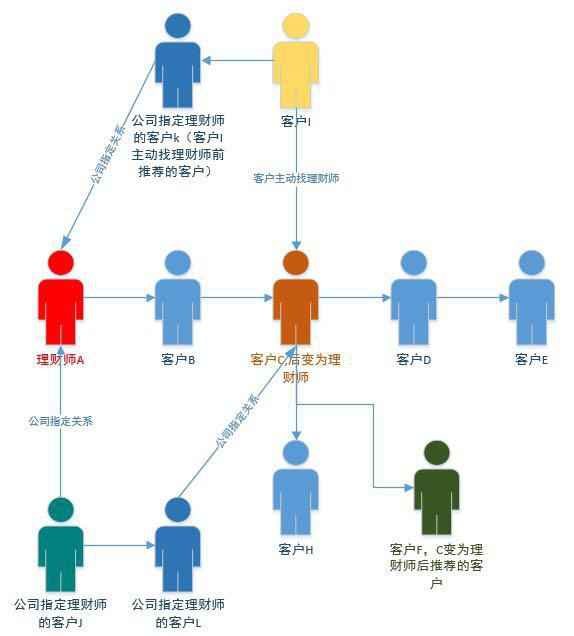 公司指定理财师
的客户k（客户I
主动找理财师前
推荐的客户）
客户I
公司指定关系
客户主动找理财师
理财师A
客户B
客户C,后变为理
财师
客户D
客户E
公司指定关系
公司指定关系
客户H
客户F，C变为理
财师后推荐的客
户
公司指定理财师
的客户J
公司指定理财师
的客户L